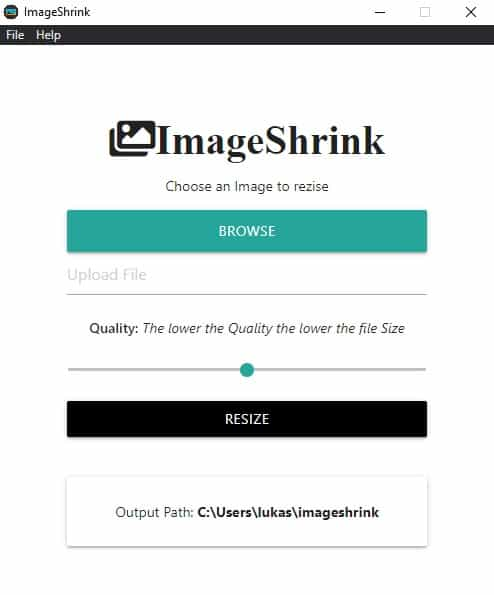 ImageShrink
File Help
ImageShrink
Choose an Image to rezise
BROWSE
Upload File
Quality: The lower the Quality the lower the file Size
RESIZE
Output Path: C:\Users\lukas\imageshrink